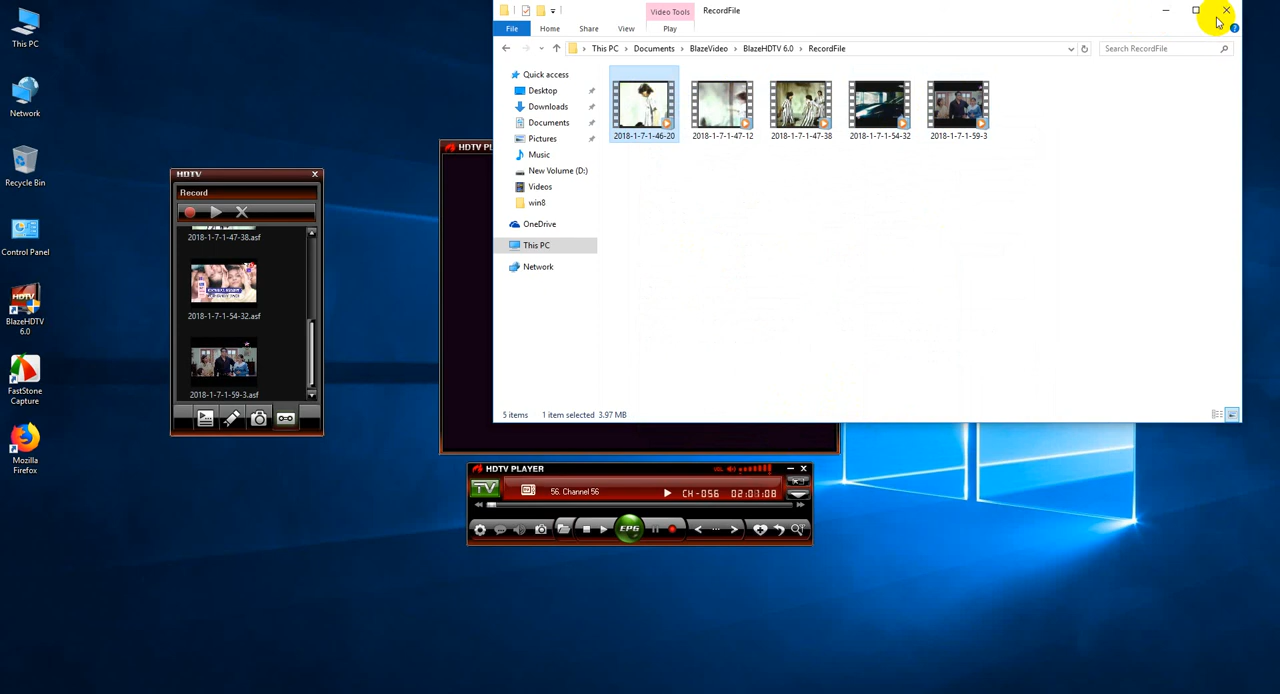 This PC
Network
Recycle Bin
Control Panel
BlazeHDTV
6.0
FastStone
Capture
Mozilla
Firefox
HDTV
Record
2018-1-7-1-47-38.asf
2018-1-7-1-54-32.asf
2018-1-7-1-59-3.asf
HDTV PL
Video Tools
RecordFile
File
Home
Share
View
Play
This PC
Documents
BlazeVideo
BlazeHDTV 6.0
RecordFile
Search RecordFile
Quick access
Desktop
Downloads
Documents
Pictures
Music
New Volume (D:)
Videos
win8
OneDrive
This PC
Network
2018-1-7-1-46-20
2018-1-7-1-47-12
2018-1-7-1-47-38
2018-1-7-1-54-32
2018-1-7-1-59-3
5 items
1 item selected 3.97 MB
HDTV PLAYER
VOL
TV
56. Channel 56
CH-056
02:01:08
EPG